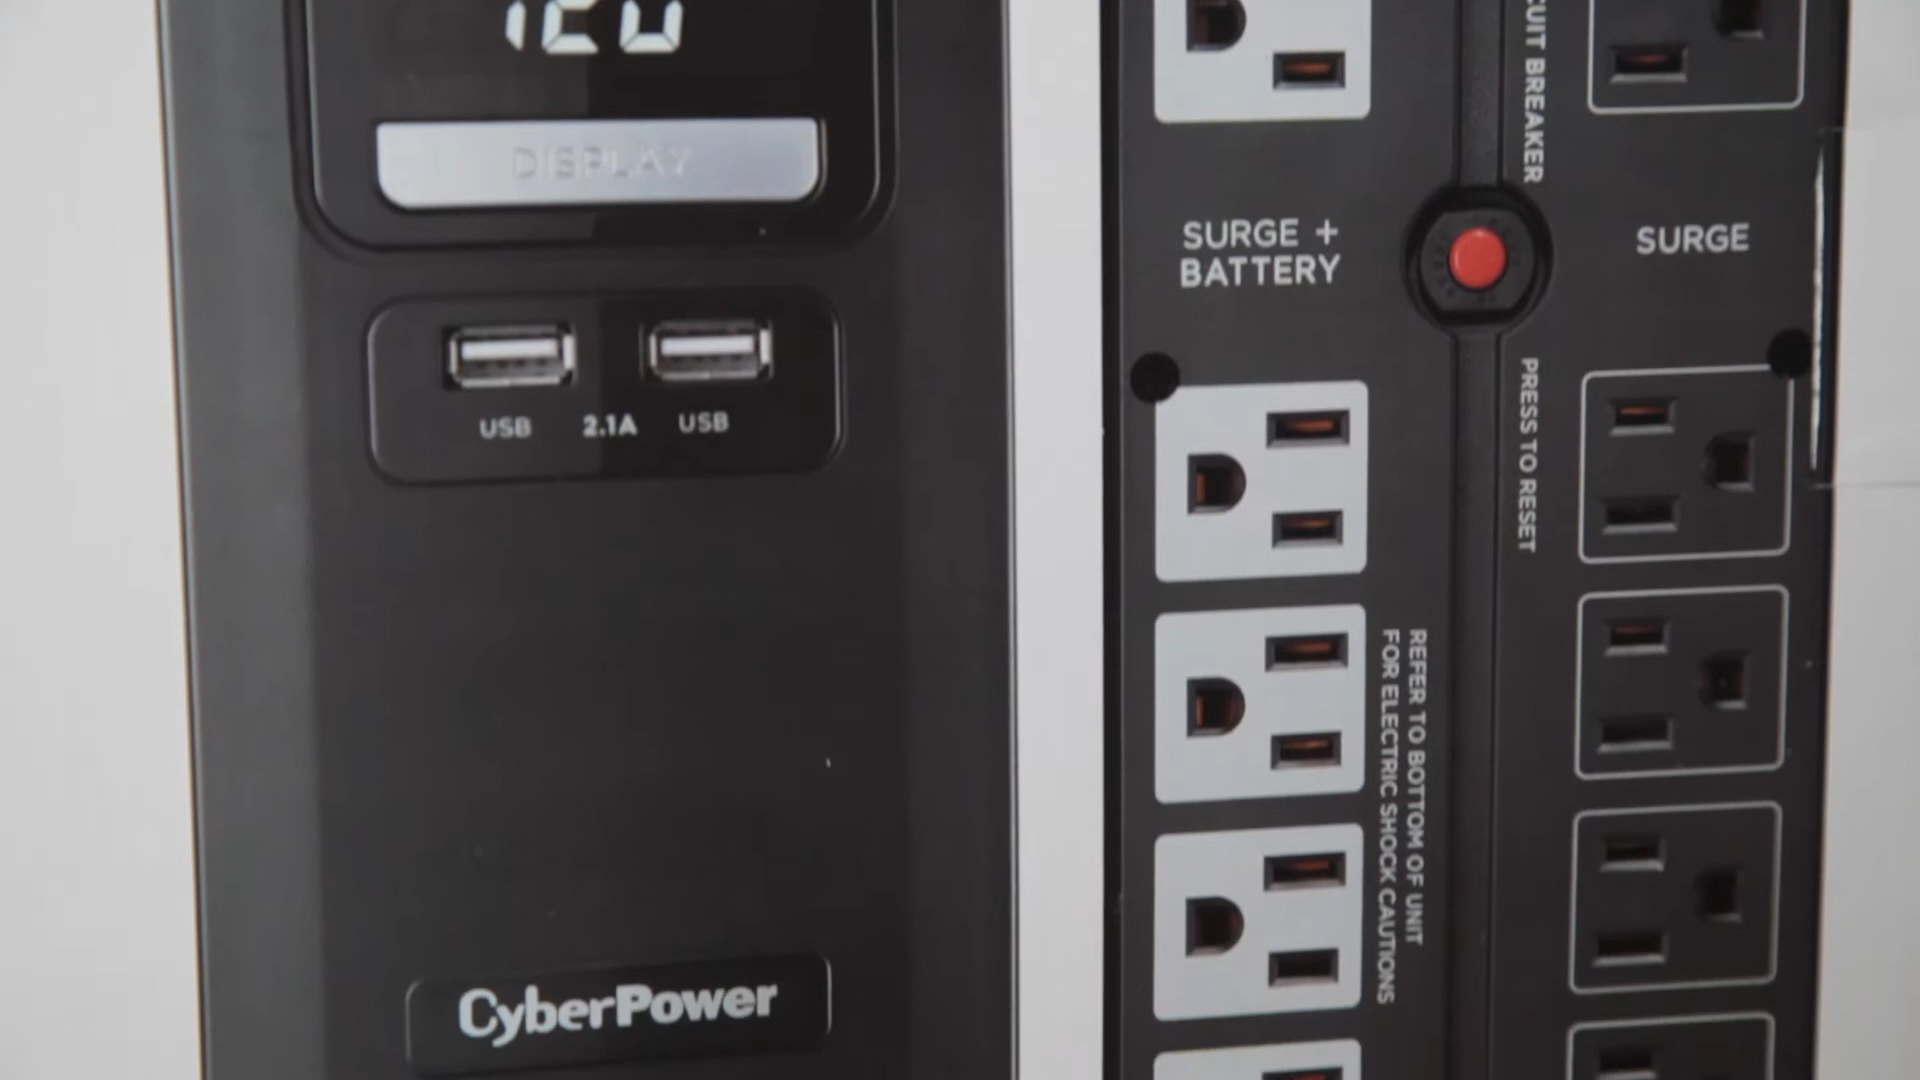 DISPLAY
USB 2.1A USB
CyberPower
SURGE +
BATTERY
BREAKER
SURGE
PRESS TO RESET
REFER TO BOTTOM OF UNIT
FOR ELECTRIC SHOCK CAUTIONS